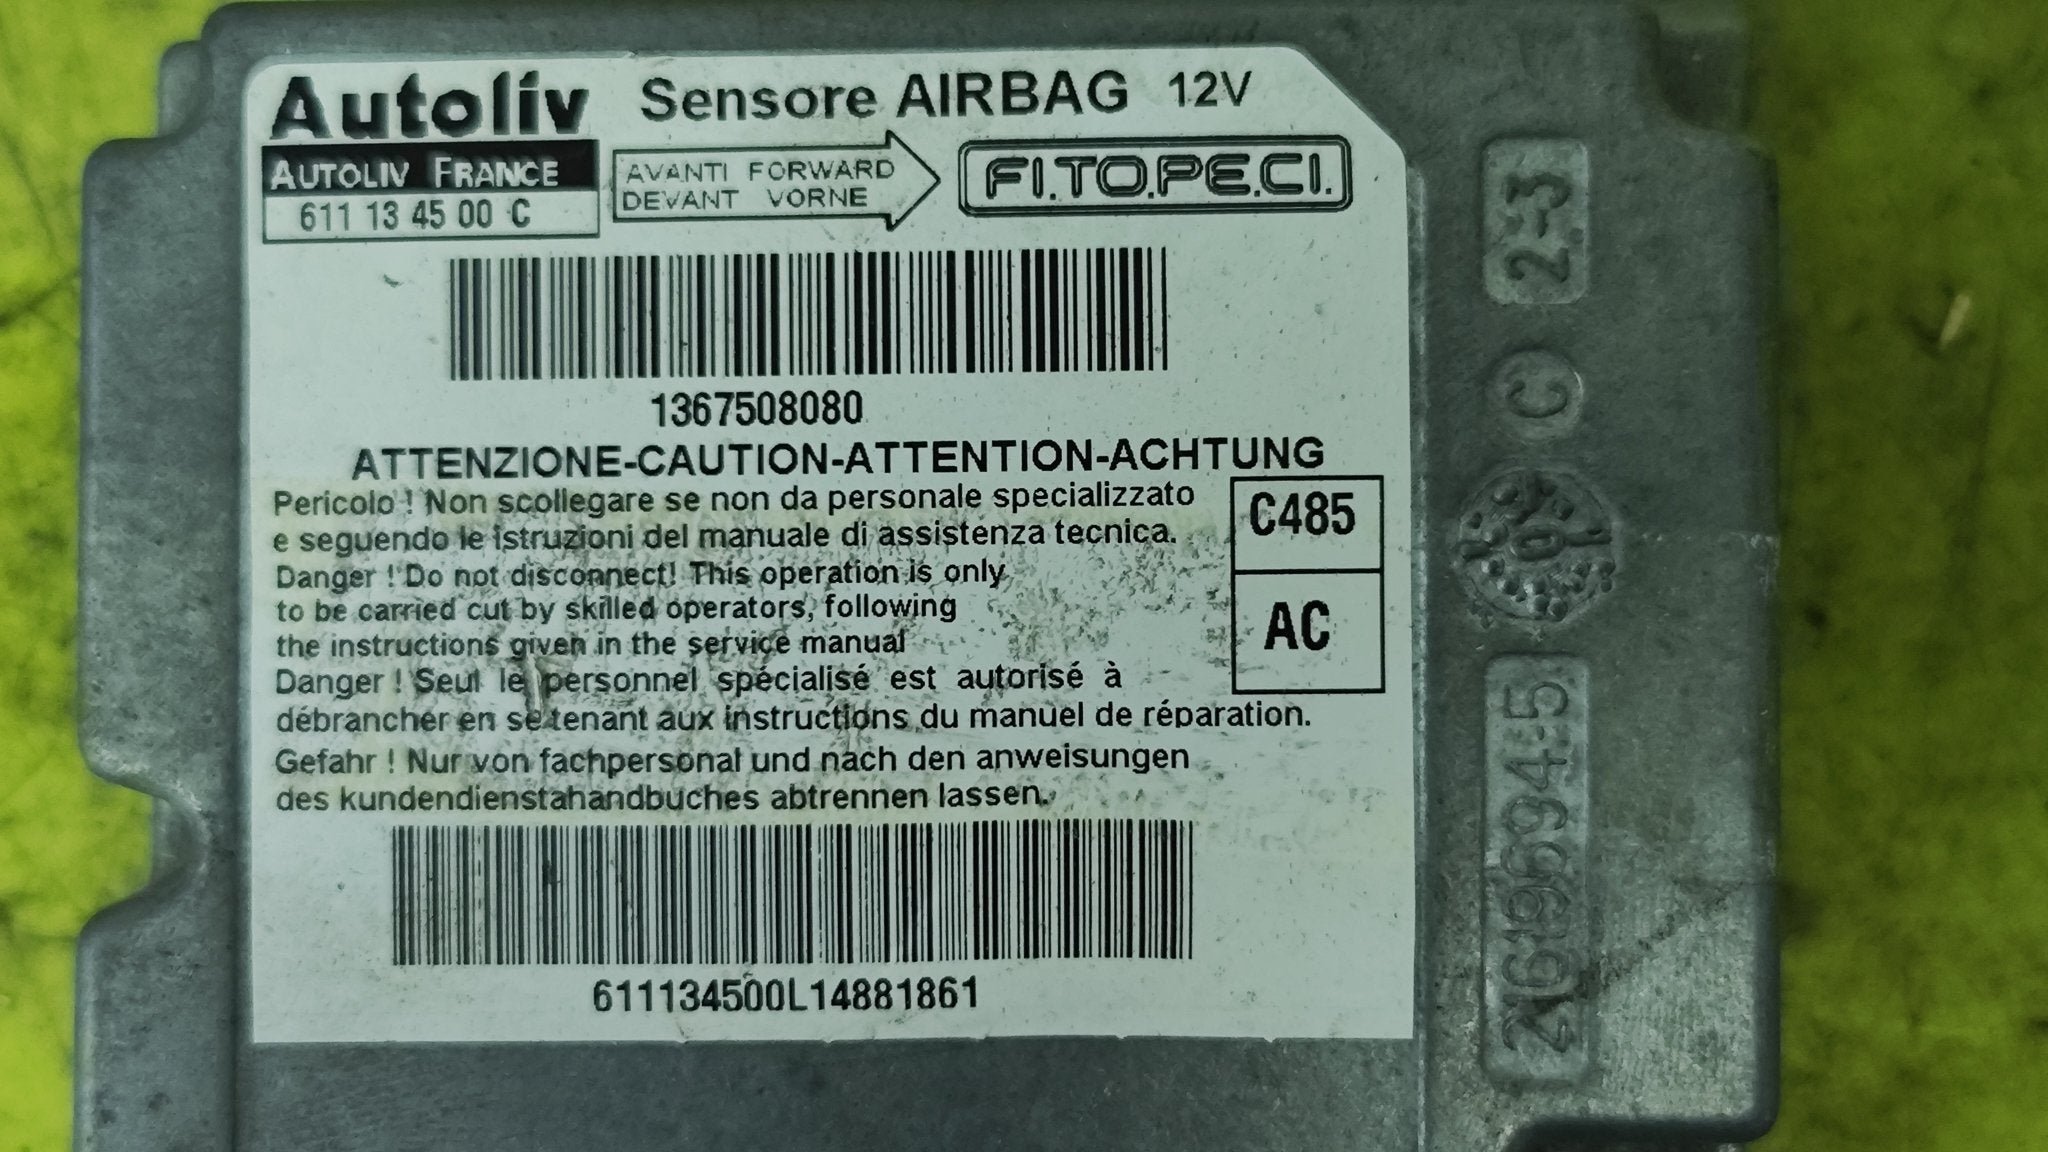 Autoliv Sensore AIRBAG 12V
AUTOLIV FRANCE
611 13 45 00 C
AVANTI FORWARD
DEVANT VORNE
FI.TO.PE.CI.
1367508080
ATTENZIONE-CAUTION-ATTENTION-ACHTUNG
Pericolo ! Non scollegare se non da personale specializzato
e seguendo le istruzioni del manuale di assistenza tecnica.
Danger ! Do not disconnect! This operation is only
to be carried out by skilled operators, following
the instructions given in the service manual
Danger ! Seul le personnel spécialisé est autorisé à
débrancher en se tenant aux instructions du manuel de réparation.
Gefahr ! Nur von fachpersonal und nach den anweisungen
des kundendienstahandbuches abtrennen lassen.
C485
AC
611134500L14881861
2-3
C